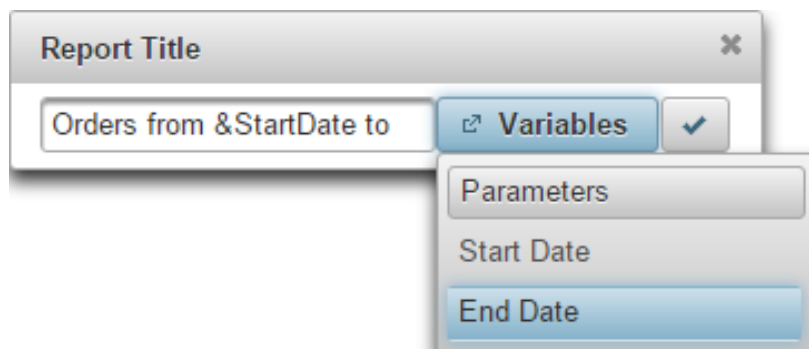 Report Title
Orders from &StartDate to
Variables
Parameters
Start Date
End Date